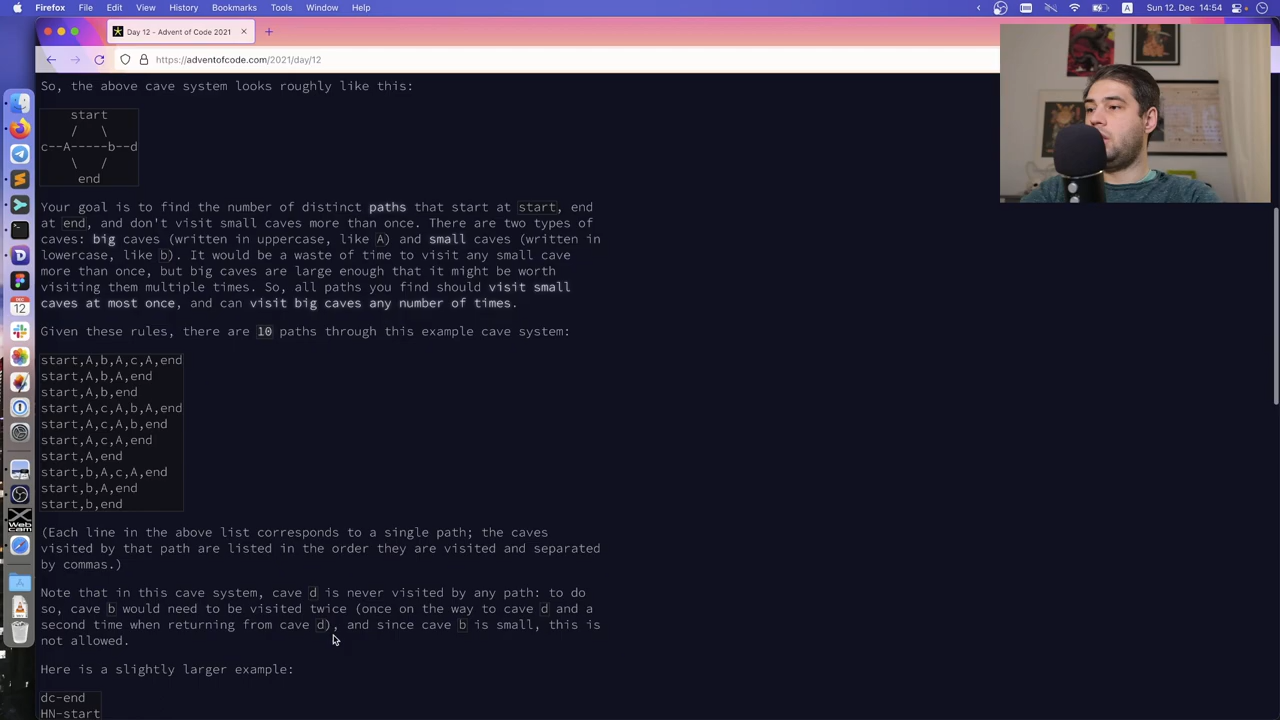 Firefox File Edit View History Bookmarks Tools Window Help Sun 12. Dec 14:54
Day 12 - Advent of Code 2021
https://adventofcode.com/2021/day/12
So, the above cave system looks roughly like this:
start
/ \
c--A-----b--d
\ /
end
Your goal is to find the number of distinct paths that start at start, end
at end, and don't visit small caves more than once. There are two types of
caves: big caves (written in uppercase, like A) and small caves (written in
lowercase, like b). It would be a waste of time to visit any small cave
more than once, but big caves are large enough that it might be worth
visiting them multiple times. So, all paths you find should visit small
caves at most once, and can visit big caves any number of times.
Given these rules, there are 10 paths through this example cave system:
start,A,b,A,c,A,end
start,A,b,A,end
start,A,b,end
start,A,c,A,b,A,end
start,A,c,A,b,end
start,A,c,A,end
start,A,end
start,b,A,c,A,end
start,b,A,end
start,b,end
(Each line in the above list corresponds to a single path; the caves
visited by that path are listed in the order they are visited and separated
by commas.)
Note that in this cave system, cave d is never visited by any path: to do
so, cave b would need to be visited twice (once on the way to cave d and a
second time when returning from cave d), and since cave b is small, this is
not allowed.
Here is a slightly larger example:
dc-end
HN-start